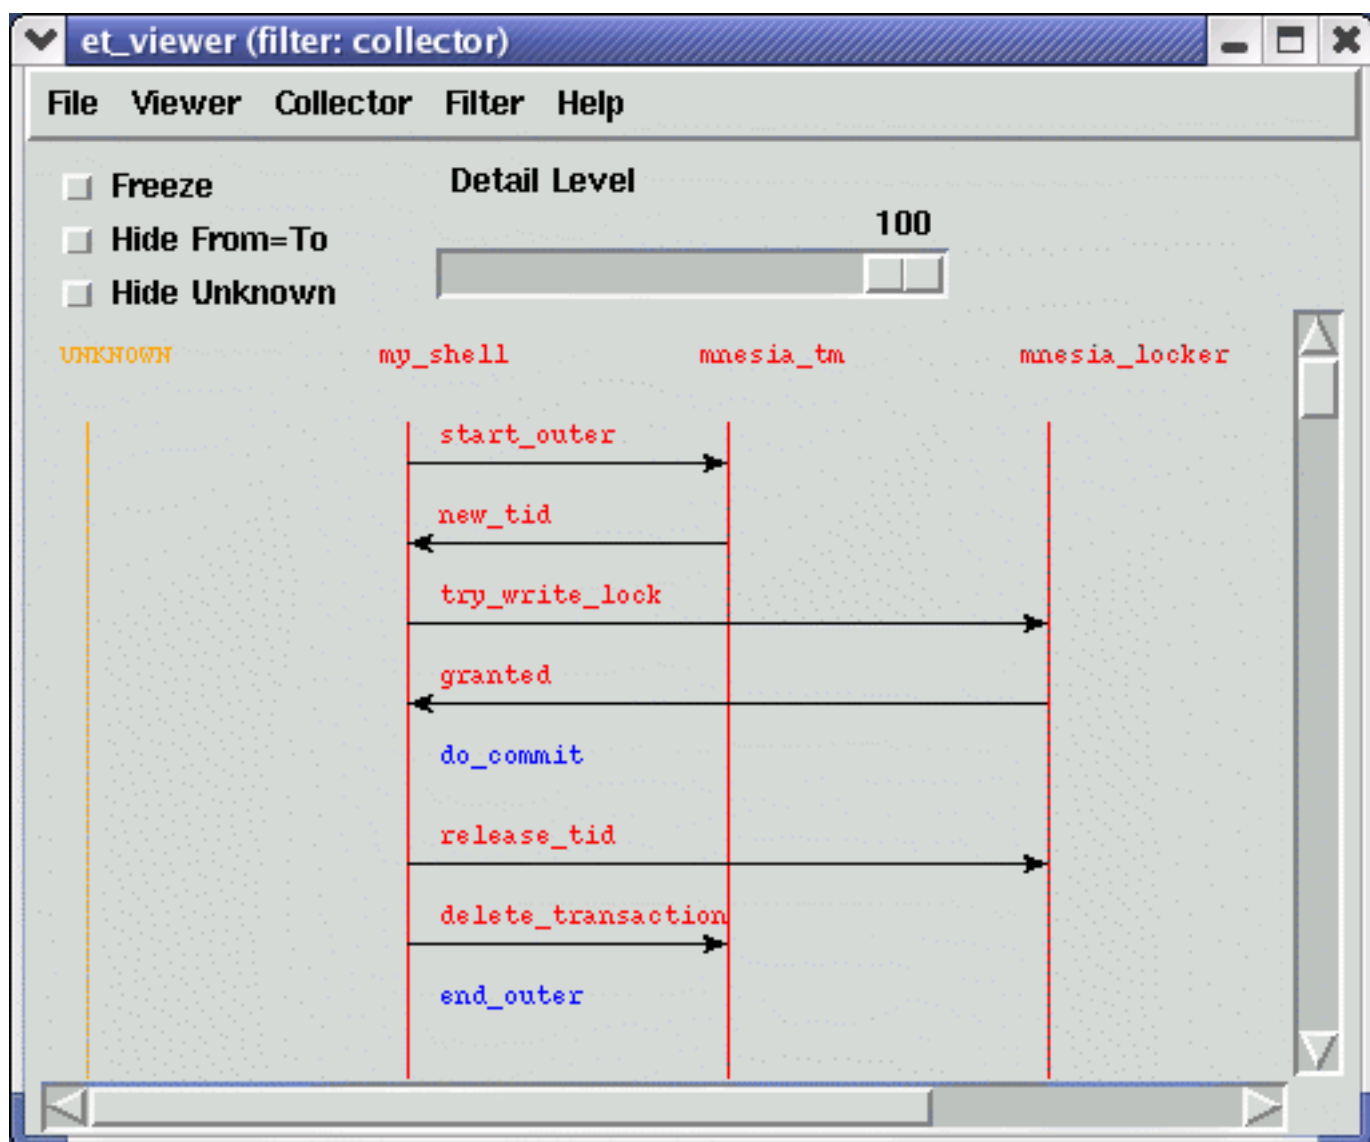 et_viewer (filter: collector)
File Viewer Collector Filter Help
Freeze
Detail Level
Hide From=To
100
Hide Unknown
UNKNOWN my_shell mnesia_tm mnesia_locker
start_outer
new_tid
try_write_lock
granted
do_commit
release_tid
delete_transaction
end_outer